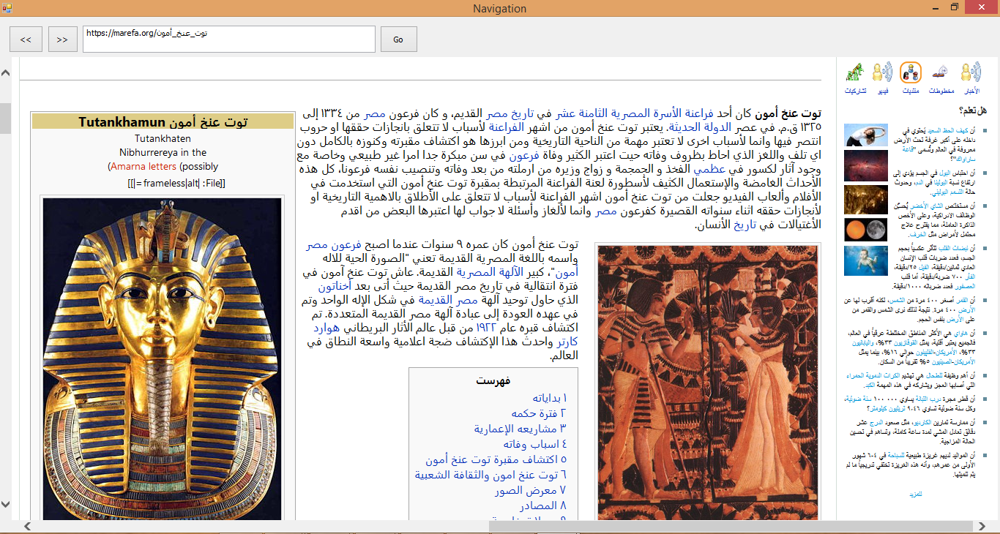 Navigation
<<
>>
https://marefa.org/توت_عنخ_أمون
Go
الأخبار
مخطوطات
منتديات
فيديو
تشاركيات
توت عنخ أمون Tutankhamun
Tutankhaten
Nibhurrereya in the
(Amarna letters (possibly
[[|=frameless|alt| :File]]
توت عنخ أمون كان أحد فراعنة الأسرة المصرية الثامنة عشر في تاريخ مصر القديم، و كان فرعون مصر من ١٣٣٤ إلى
١٣٢٥ ق.م. في عصر الدولة الحديثة. يعتبر توت عنخ أمون من اشهر الفراعنة لأسباب لا تتعلق بانجازات حققها او حروب
انتصر فيها وانما لأسباب اخرى لا تعتبر مهمة من الناحية التاريخية ومن ابرزها هو اكتشاف مقبرته وكنوزه بالكامل دون
اي تلف واللغز الذي احاط بظروف وفاته حيت اعتبر الكثير وفاة فرعون في سن مبكرة جدا امرا غير طبيعي وخاصة مع
وجود آثار لكسور في عظمي الفخذ و الجمجمة و زواج وزيره من ارملته من بعد وفاته وتنصيب نفسه فرعونا، كل هذه
الأحداث الغامضة والإستعمال الكثيف لأسطورة لعنة الفراعنة المرتبطة بمقبرة توت عنخ أمون التي استخدمت في
الأفلام وألعاب الفيديو جعلت من توت عنخ أمون اشهر الفراعنة لأسباب لا تتعلق على الأطلاق بالاهمية التاريخية او
لأنجازات حققه اثناء سنواته القصيرة كفرعون مصر وانما لألغاز وأسئلة لا جواب لها اعتبرها البعض من اقدم
الأغتيالات في تاريخ الأنسان.
توت عنخ أمون كان عمره ٩ سنوات عندما اصبح فرعون مصر
واسمه باللغة المصرية القديمة تعني "الصورة الحية للاله
أمون"، كبير الآلهة المصرية القديمة. عاش توت عنخ آمون في
فترة انتقالية في تاريخ مصر القديمة حيث أتى بعد أخناتون
الذي حاول توحيد آلهة مصر القديمة في شكل الإله الواحد وتم
في عهده العودة إلى عبادة آلهة مصر القديمة المتعددة. تم
اكتشاف قبره عام ١٩٢٢ من قبل عالم الأثار البريطاني هوارد
كارتر واحدث هذا الإكتشاف ضجة اعلامية واسعة النطاق في
العالم.
فهرست
١ بداياته
٢ فترة حكمه
٣ مشاريعه الإعمارية
٤ اسباب وفاته
٥ اكتشاف مقبرة توت عنخ أمون
٦ توت عنخ امون والثقافة الشعبية
٧ معرض الصور
٨ المصادر
هل تعلم؟
أن كهف الحظ السعيد يُحتوي في
داخله على أكبر غرفة تحت الأرض
معروفة في العالم وتُسمى "قاعة
ساراواك"؟
أن احتباس البول في الجسم يؤدي إلى
ارتفاع نسبة البولينا في الدم، وحدوث
حالة التسمم البوليني.
أن مستخلص الشاي الأخضر يُحسِّن
الوظائف الادراكية، وعلى الأخص
الذاكرة العاملة، مما يقترح علاج
محتمل لأمراض مثل الخرف.
أن نبضات القلب تتأثر عكسياً بحجم
الجسم، فعدد ضربات قلب الإنسان
العادي ثمانين/دقيقة، الفيل ٢٥/دقيقة،
الفأر ٧٠٠ ضربة/دقيقة، أما قلب
العصفور فعدد ضرباته ١٠٠٠/دقيقة.
أن القمر أصغر ٤٠٠ مرة من الشمس، لكنه أقرب لها عن
الأرض ٤٠٠ مرة. نتيجة لذلك نرى الشمس والقمر من
على الأرض بنفس الحجم.
أن هاواي هي الأكثر المناطق المختلطة عرقياً في العالم،
فالجميع يعتبر أقلية، يمثل القوقازيون ٣٣%، واليابانيون
٣٣%، الأمريكان-الفلبينون حوالي ١٦%، بينما يمثل
الأمريكان-الصينيون ٥% تقريباً من السكان.
أن أهم وظيفة للطحال هي تهشيم الكرات الدموية الحمراء
التي أصابها العجز ويشاركه في هذه المهمة الكبد.
أن قطر مجرة درب التبانة يساوي ١٠٠ ٠٠٠ سنة ضوئية،
وكل سنة ضوئية تساوي ٩.٤٦ تريليون كيلومتر؟
أن ممارسة تمارين الكارديو، مثل صعود الدرج عشر
دقائق تعادل المشي لمدة ساعة كاملة، وتساهم في تحسين
الحالة المزاجية.
أن المواليد لديهم غريزة طبيعية للسباحة في ٤-٦ شهور
الأولى من عمرهم، وأنه هذه الغريزة تختفي تدريجياً ما لم
يتم تنميتها.
للمزيد